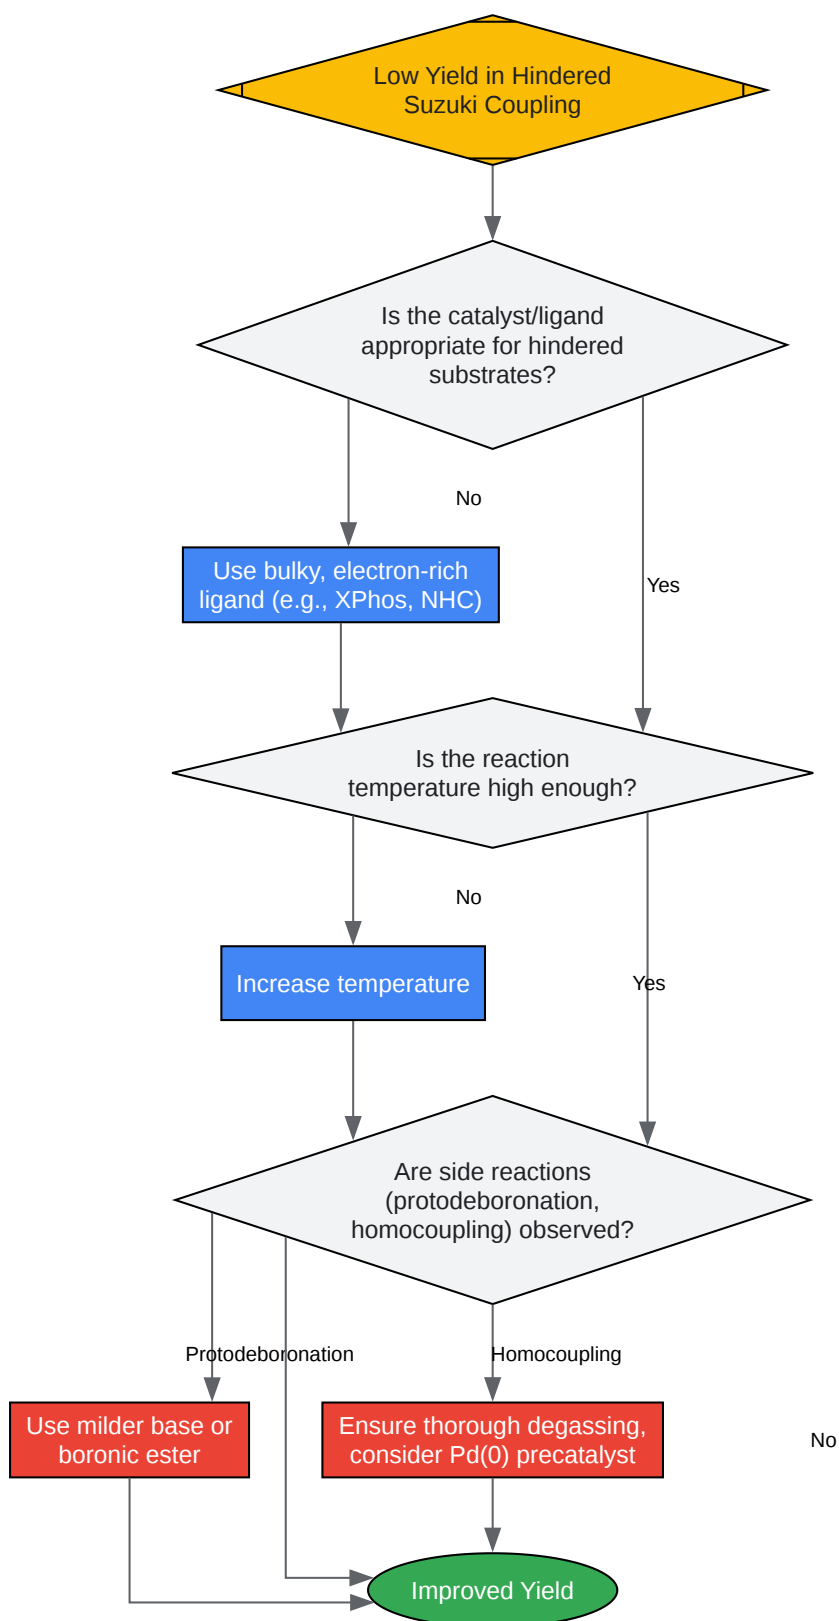 Low Yield in Hindered
Suzuki Coupling
Is the catalyst/ligand
appropriate for hindered
substrates?
No
Use bulky, electron-rich
ligand (e.g., XPhos, NHC)
Yes
Is the reaction
temperature high enough?
No
Increase temperature
Yes
Are side reactions
(protodeboronation,
homocoupling) observed?
Protodeboronation
Homocoupling
Use milder base or
boronic ester
Ensure thorough degassing,
consider Pd(0) precatalyst
No
Improved Yield